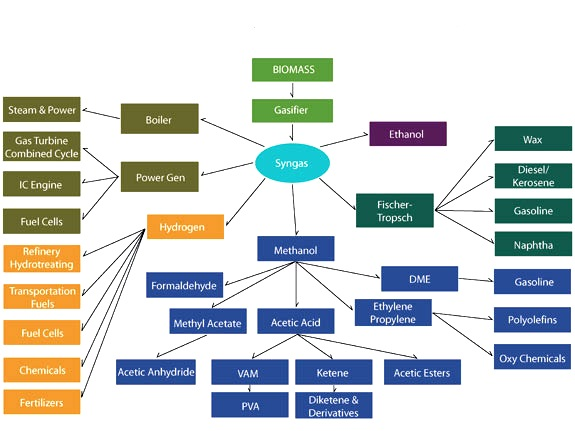 BIOMASS
Steam & Power
Boiler
Gasifier
Ethanol
Gas Turbine
Combined Cycle
Syngas
Wax
IC Engine
Power Gen
Diesel/
Kerosene
Fuel Cells
Fischer-
Tropsch
Gasoline
Hydrogen
Naphtha
Refinery
Hydrotreating
Methanol
Transportation
Fuels
Formaldehyde
DME
Gasoline
Fuel Cells
Methyl Acetate
Acetic Acid
Ethylene
Propylene
Polyolefins
Chemicals
Acetic Anhydride
VAM
Ketene
Acetic Esters
Oxy Chemicals
Fertilizers
PVA
Diketene &
Derivatives